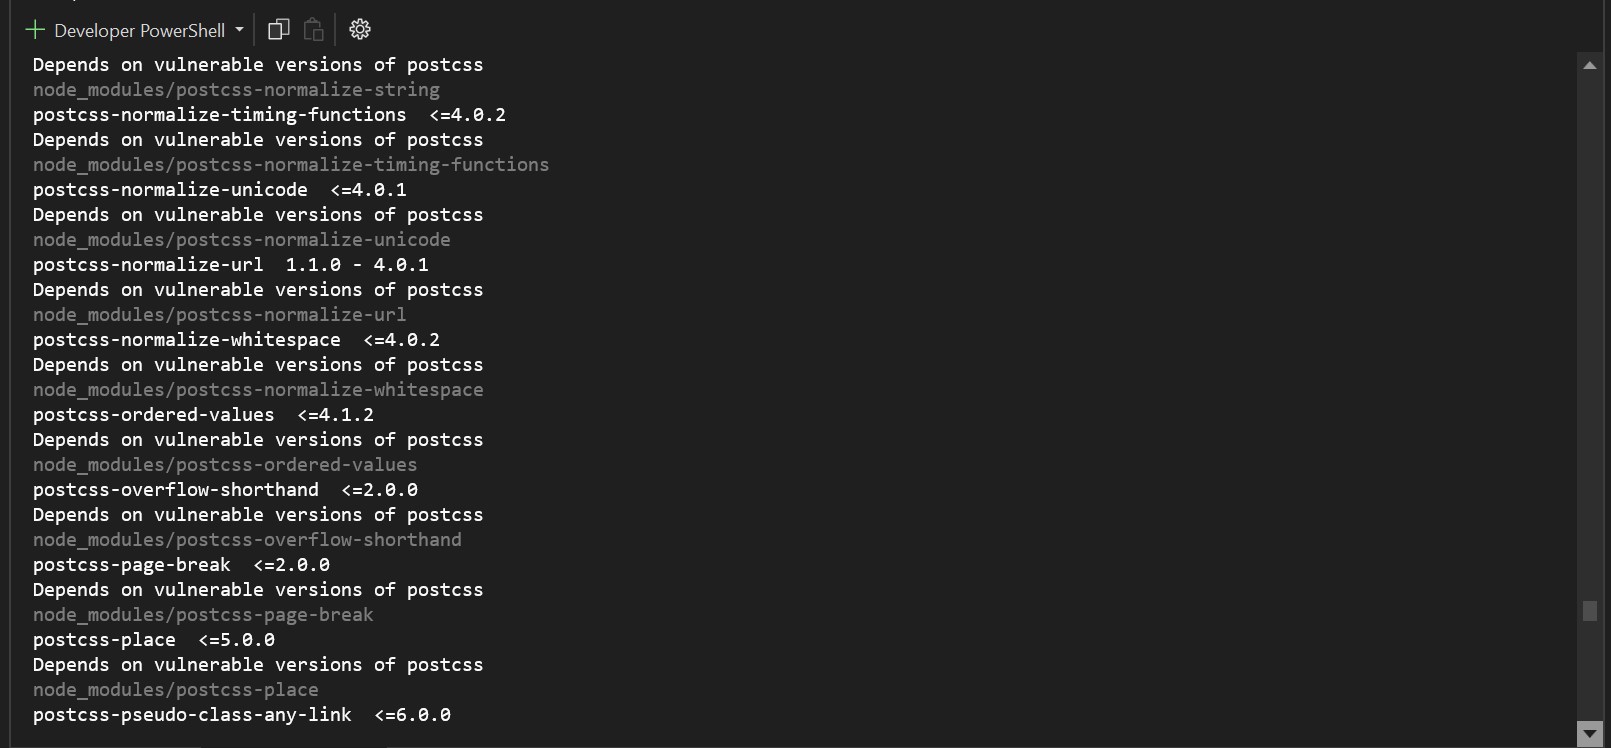 Developer PowerShell
Depends on vulnerable versions of postcss
node_modules/postcss-normalize-string
postcss-normalize-timing-functions  <=4.0.2
Depends on vulnerable versions of postcss
node_modules/postcss-normalize-timing-functions
postcss-normalize-unicode  <=4.0.1
Depends on vulnerable versions of postcss
node_modules/postcss-normalize-unicode
postcss-normalize-url  1.1.0 - 4.0.1
Depends on vulnerable versions of postcss
node_modules/postcss-normalize-url
postcss-normalize-whitespace  <=4.0.2
Depends on vulnerable versions of postcss
node_modules/postcss-normalize-whitespace
postcss-ordered-values  <=4.1.2
Depends on vulnerable versions of postcss
node_modules/postcss-ordered-values
postcss-overflow-shorthand  <=2.0.0
Depends on vulnerable versions of postcss
node_modules/postcss-overflow-shorthand
postcss-page-break  <=2.0.0
Depends on vulnerable versions of postcss
node_modules/postcss-page-break
postcss-place  <=5.0.0
Depends on vulnerable versions of postcss
node_modules/postcss-place
postcss-pseudo-class-any-link  <=6.0.0